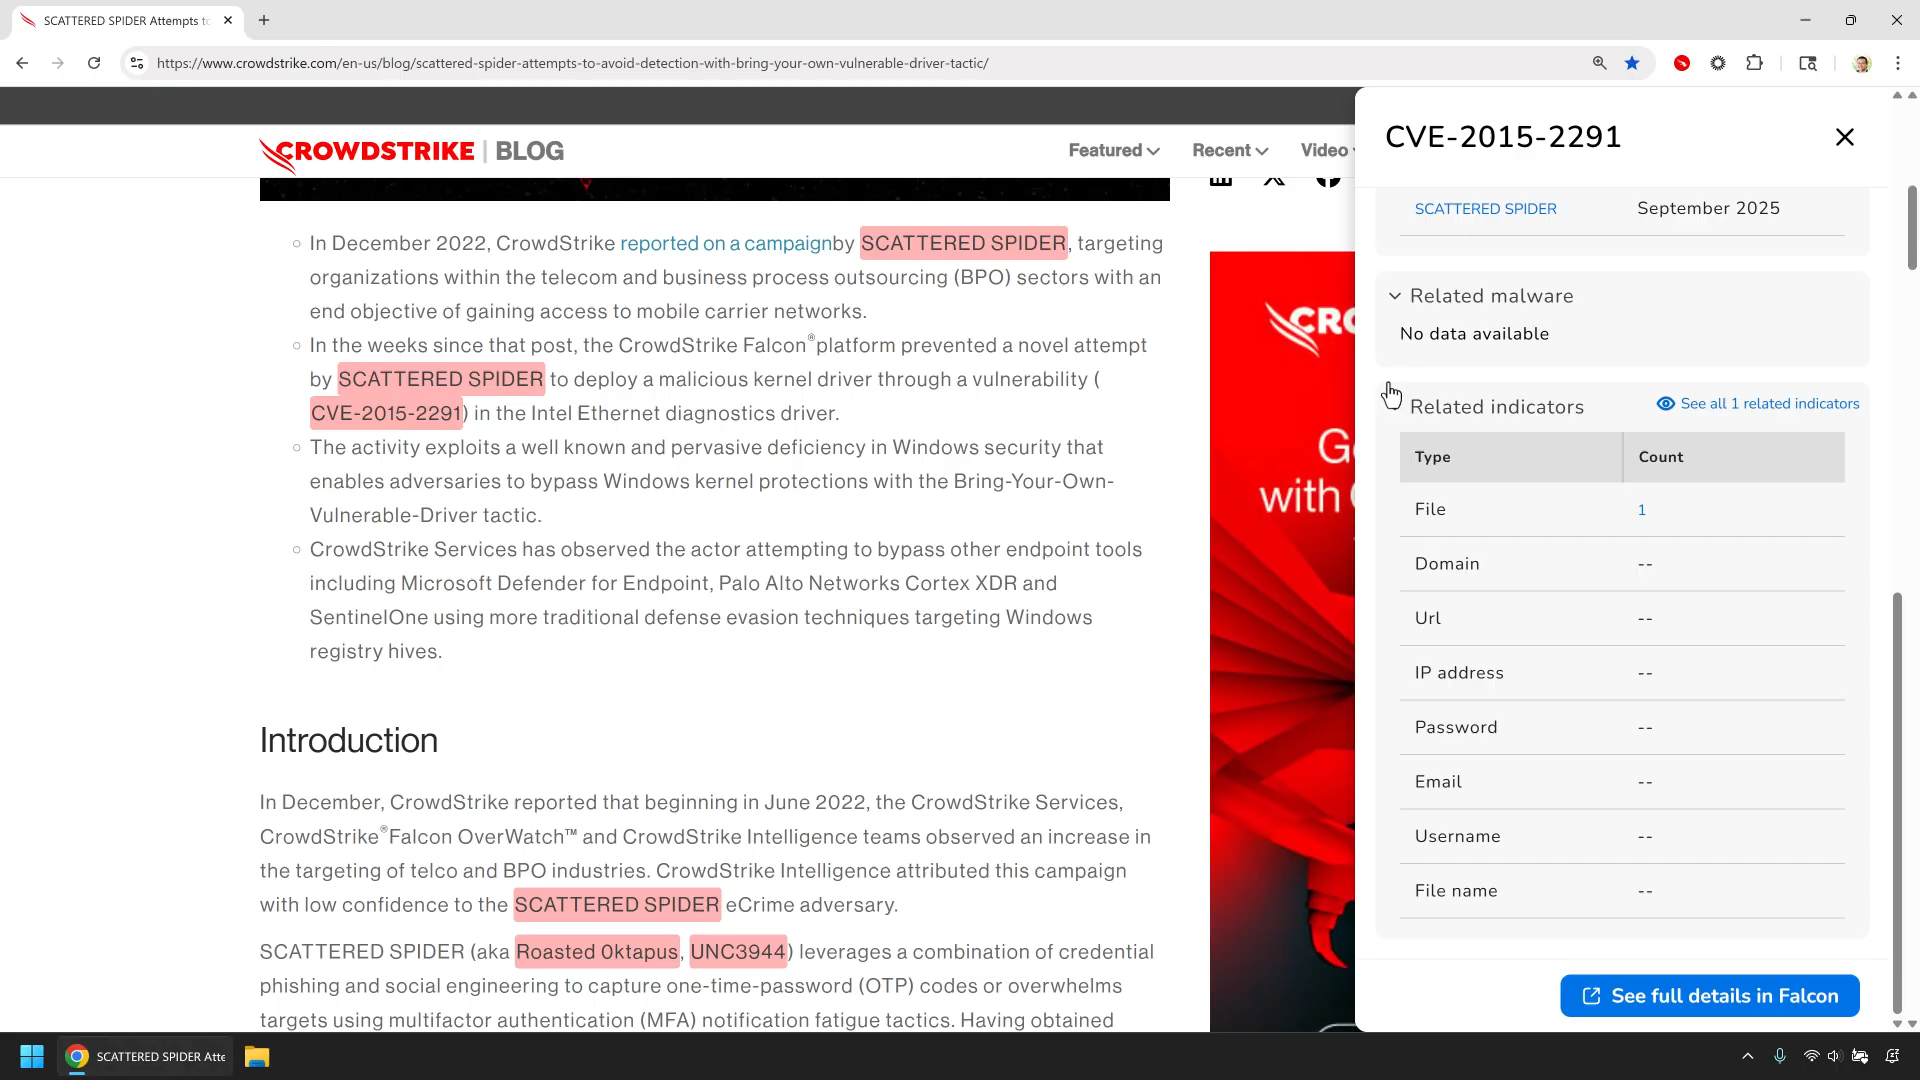 SCATTERED SPIDER Attempts to
https://www.crowdstrike.com/en-us/blog/scattered-spider-attempts-to-avoid-detection-with-bring-your-own-vulnerable-driver-tactic/
CROWDSTRIKE | BLOG
Featured
Recent
Video
In December 2022, CrowdStrike reported on a campaignby SCATTERED SPIDER, targeting
organizations within the telecom and business process outsourcing (BPO) sectors with an
end objective of gaining access to mobile carrier networks.
In the weeks since that post, the CrowdStrike Falcon®platform prevented a novel attempt
by SCATTERED SPIDER to deploy a malicious kernel driver through a vulnerability (
CVE-2015-2291) in the Intel Ethernet diagnostics driver.
The activity exploits a well known and pervasive deficiency in Windows security that
enables adversaries to bypass Windows kernel protections with the Bring-Your-Own-
Vulnerable-Driver tactic.
CrowdStrike Services has observed the actor attempting to bypass other endpoint tools
including Microsoft Defender for Endpoint, Palo Alto Networks Cortex XDR and
SentinelOne using more traditional defense evasion techniques targeting Windows
registry hives.
Introduction
In December, CrowdStrike reported that beginning in June 2022, the CrowdStrike Services,
CrowdStrike®Falcon OverWatch™ and CrowdStrike Intelligence teams observed an increase in
the targeting of telco and BPO industries. CrowdStrike Intelligence attributed this campaign
with low confidence to the SCATTERED SPIDER eCrime adversary.
SCATTERED SPIDER (aka Roasted 0ktapus, UNC3944) leverages a combination of credential
phishing and social engineering to capture one-time-password (OTP) codes or overwhelms
targets using multifactor authentication (MFA) notification fatigue tactics. Having obtained
CRO
G
with
CVE-2015-2291
SCATTERED SPIDER September 2025
Related malware
No data available
Related indicators See all 1 related indicators
Type Count
File 1
Domain --
Url --
IP address --
Password --
Email --
Username --
File name --
See full details in Falcon
SCATTERED SPIDER Atte